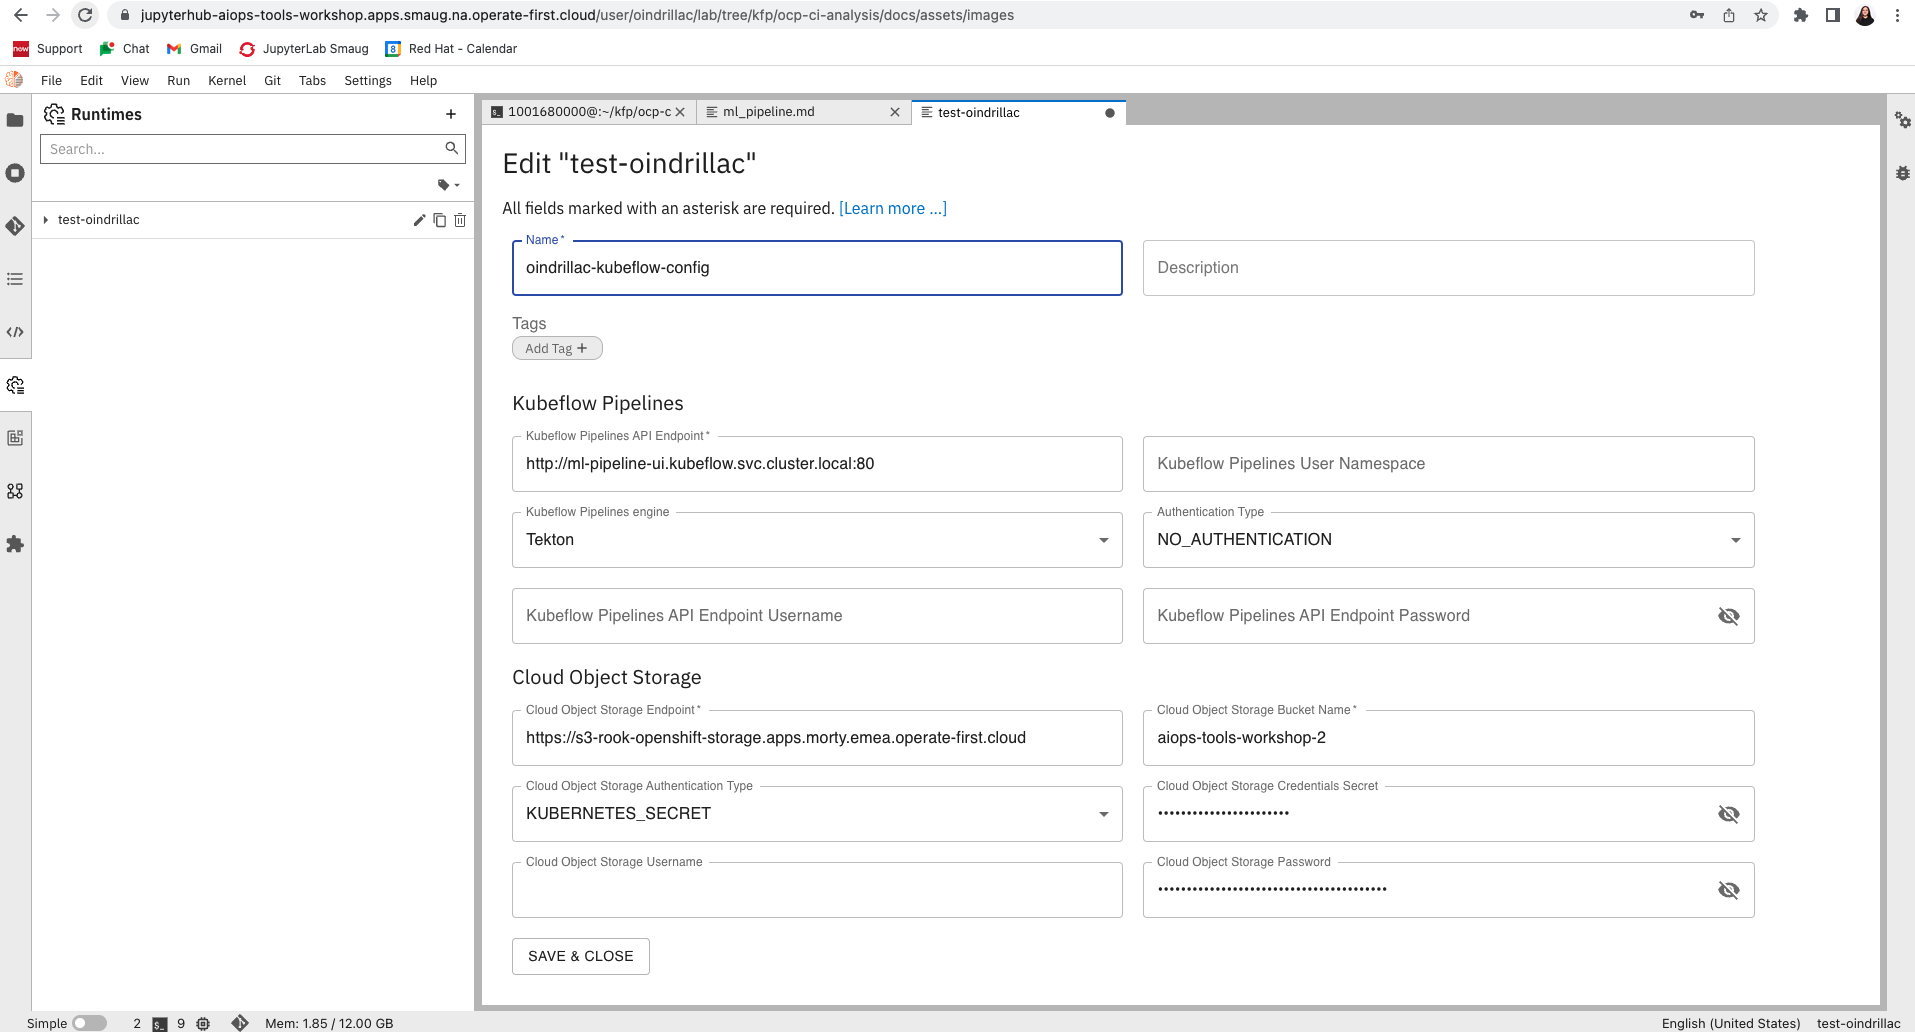 jupyterhub-aiops-tools-workshop.apps.smaug.na.operate-first.cloud/user/oindrillac/lab/tree/kfp/ocp-ci-analysis/docs/assets/images
now Support Chat Gmail JupyterLab Smaug 8 Red Hat - Calendar
File Edit View Run Kernel Git Tabs Settings Help
Runtimes
Search...
test-oindrillac
1001680000@:~/kfp/ocp-c ml_pipeline.md test-oindrillac
Edit "test-oindrillac"
All fields marked with an asterisk are required. [Learn more ...]
Name*
oindrillac-kubeflow-config
Description
Tags
Add Tag +
Kubeflow Pipelines
Kubeflow Pipelines API Endpoint*
http://ml-pipeline-ui.kubeflow.svc.cluster.local:80
Kubeflow Pipelines User Namespace
Kubeflow Pipelines engine
Tekton
Authentication Type
NO_AUTHENTICATION
Kubeflow Pipelines API Endpoint Username
Kubeflow Pipelines API Endpoint Password
Cloud Object Storage
Cloud Object Storage Endpoint*
https://s3-rook-openshift-storage.apps.morty.emea.operate-first.cloud
Cloud Object Storage Bucket Name*
aiops-tools-workshop-2
Cloud Object Storage Authentication Type
KUBERNETES_SECRET
Cloud Object Storage Credentials Secret
Cloud Object Storage Username
Cloud Object Storage Password
SAVE & CLOSE
Simple 2 $_ 9 Mem: 1.85 / 12.00 GB English (United States) test-oindrillac